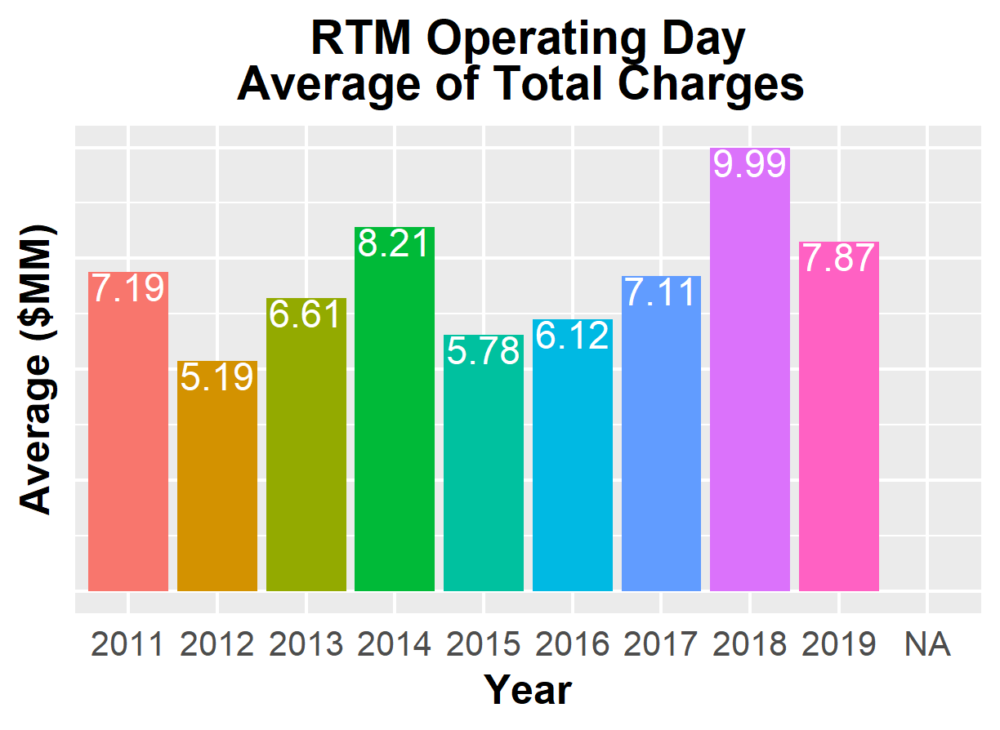 RTM Operating Day
Average of Total Charges
Average ($MM)
7.19
5.19
6.61
8.21
5.78
6.12
7.11
9.99
7.87
2011 2012 2013 2014 2015 2016 2017 2018 2019 NA
Year